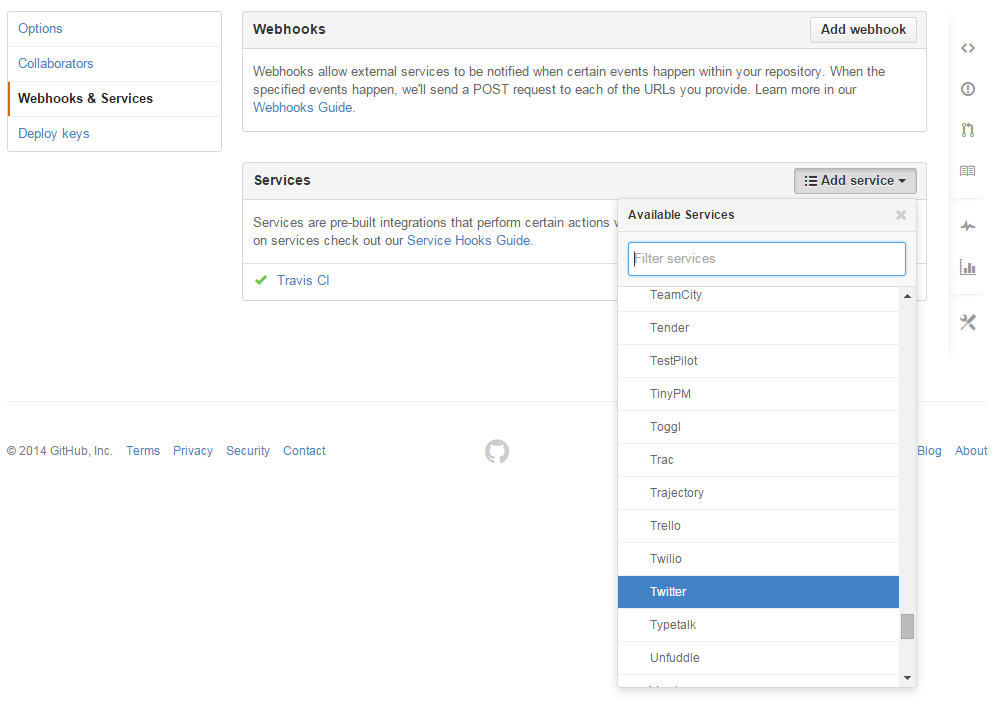 Options
Collaborators
Webhooks & Services
Deploy keys
Webhooks
Add webhook
Webhooks allow external services to be notified when certain events happen within your repository. When the
specified events happen, we'll send a POST request to each of the URLs you provide. Learn more in our
Webhooks Guide.
Services
Add service
Services are pre-built integrations that perform certain actions
on services check out our Service Hooks Guide.
Travis CI
Available Services
Filter services
TeamCity
Tender
TestPilot
TinyPM
Toggl
Trac
Trajectory
Trello
Twilio
Twitter
Typetalk
Unfuddle
© 2014 GitHub, Inc. Terms Privacy Security Contact
Blog About